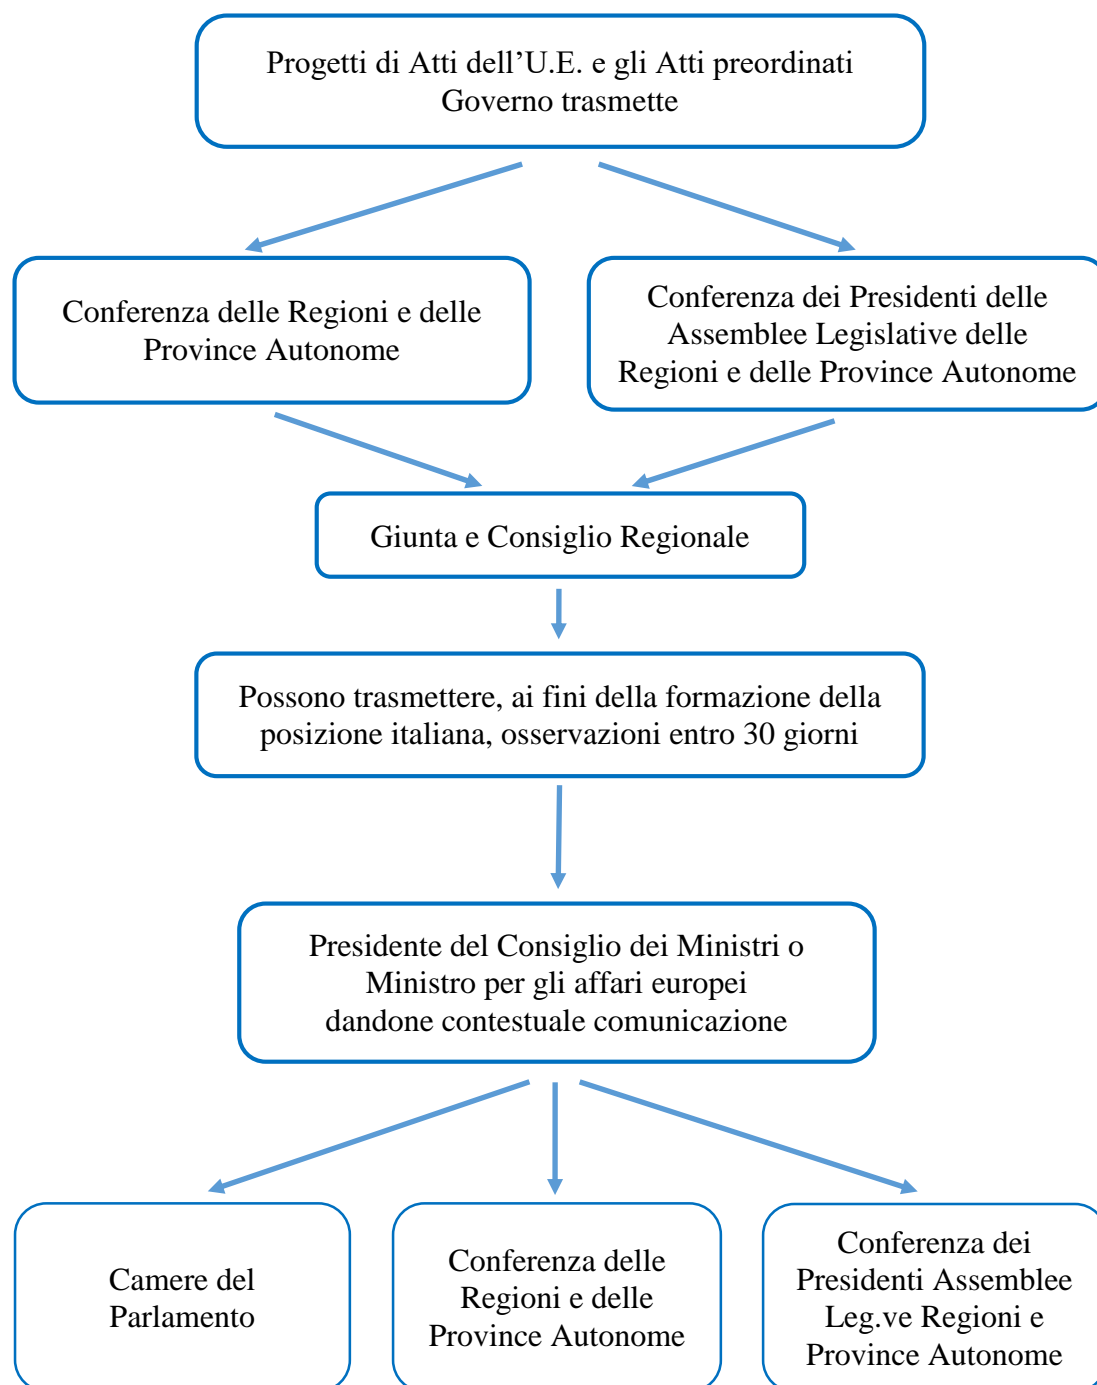 Progetti di Atti dell’U.E. e gli Atti preordinati
Governo trasmette
Conferenza delle Regioni e delle
Province Autonome
Conferenza dei Presidenti delle
Assemblee Legislative delle
Regioni e delle Province Autonome
Giunta e Consiglio Regionale
Possono trasmettere, ai fini della formazione della
posizione italiana, osservazioni entro 30 giorni
Presidente del Consiglio dei Ministri o
Ministro per gli affari europei
dandone contestuale comunicazione
Camere del
Parlamento
Conferenza delle
Regioni e delle
Province Autonome
Conferenza dei
Presidenti Assemblee
Leg.ve Regioni e
Province Autonome